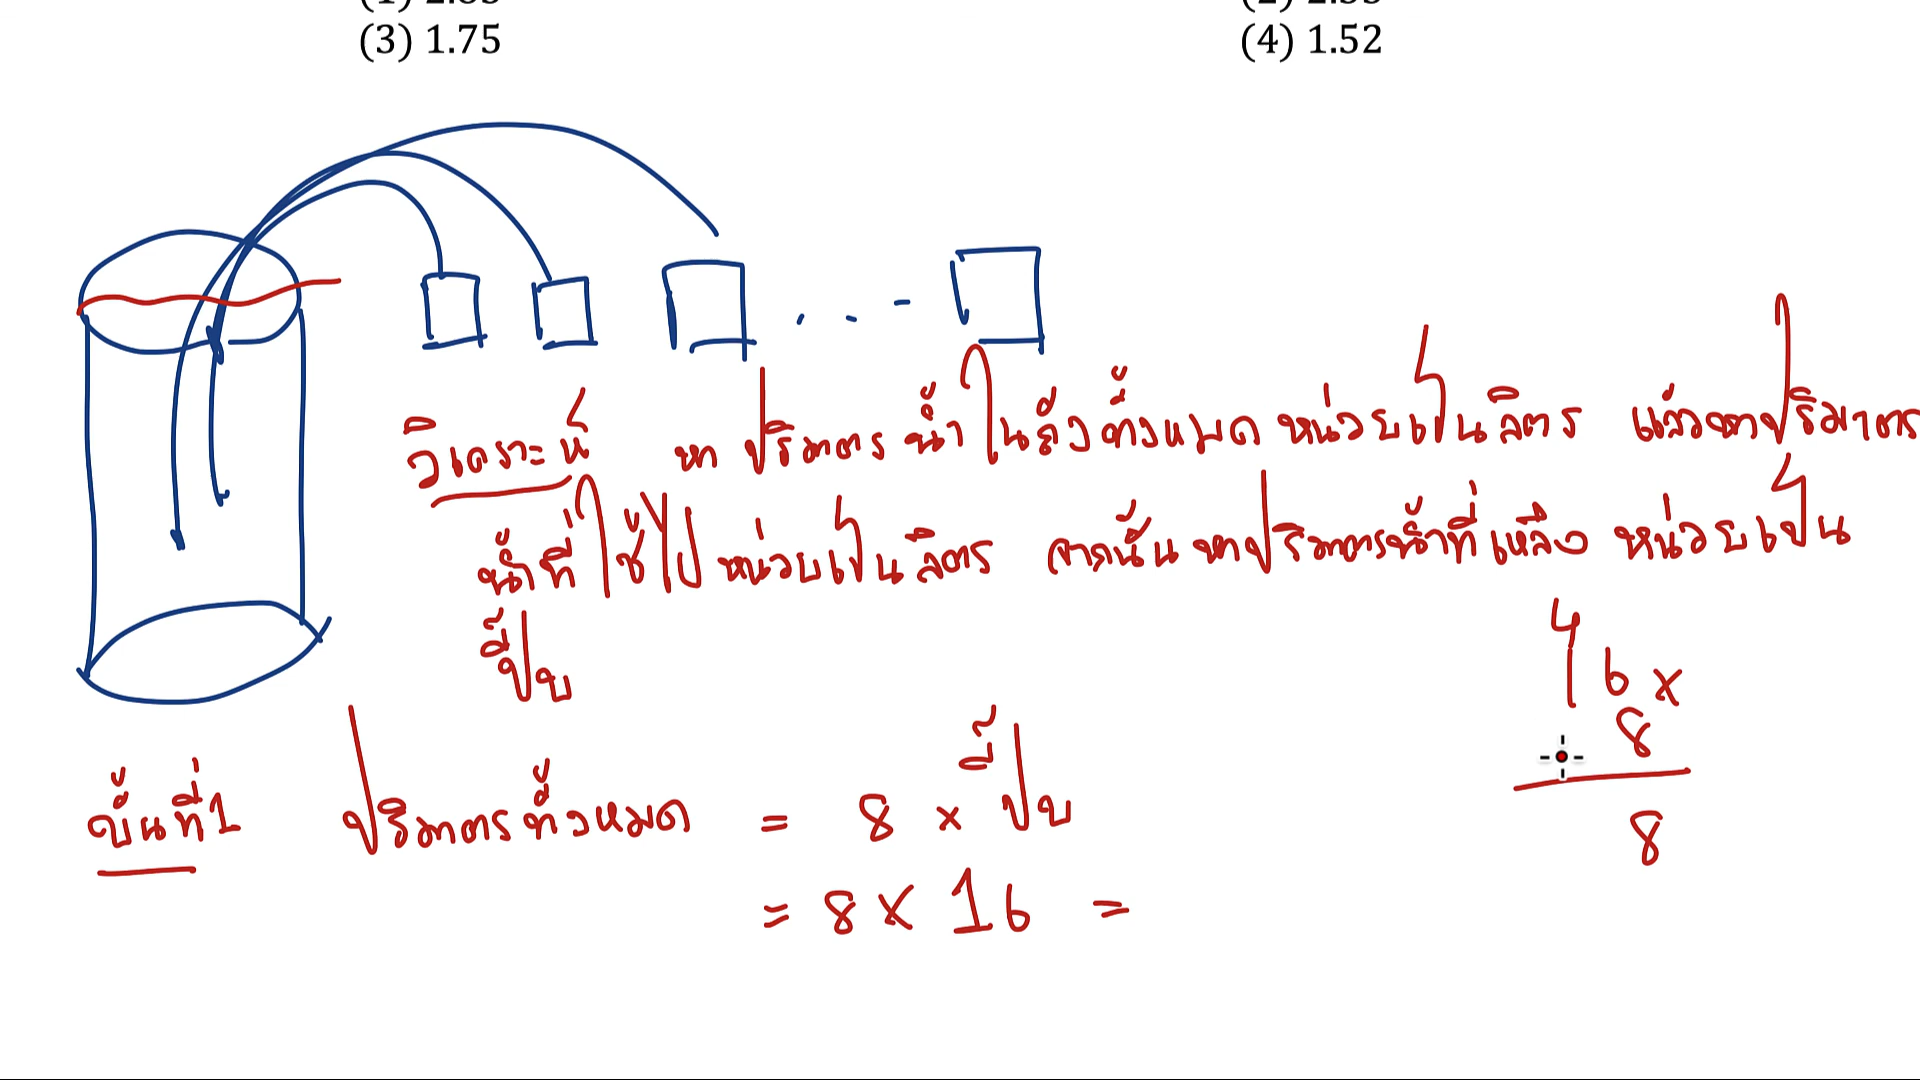 (3) 1.75
(4) 1.52
วิเคราะห์ หาปริมาตรน้ำในถังทั้งหมดหน่วยเป็นลิตร แล้วหาปริมาตร
น้ำที่ใช้ไปหน่วยเป็นลิตร จากนั้นหาปริมาตรน้ำที่เหลือ หน่วยเป็น
ปี๊บ
4
16 ×
8
8
ขั้นที่1 ปริมาตรทั้งหมด = 8 × ปี๊บ
= 8 × 16 =